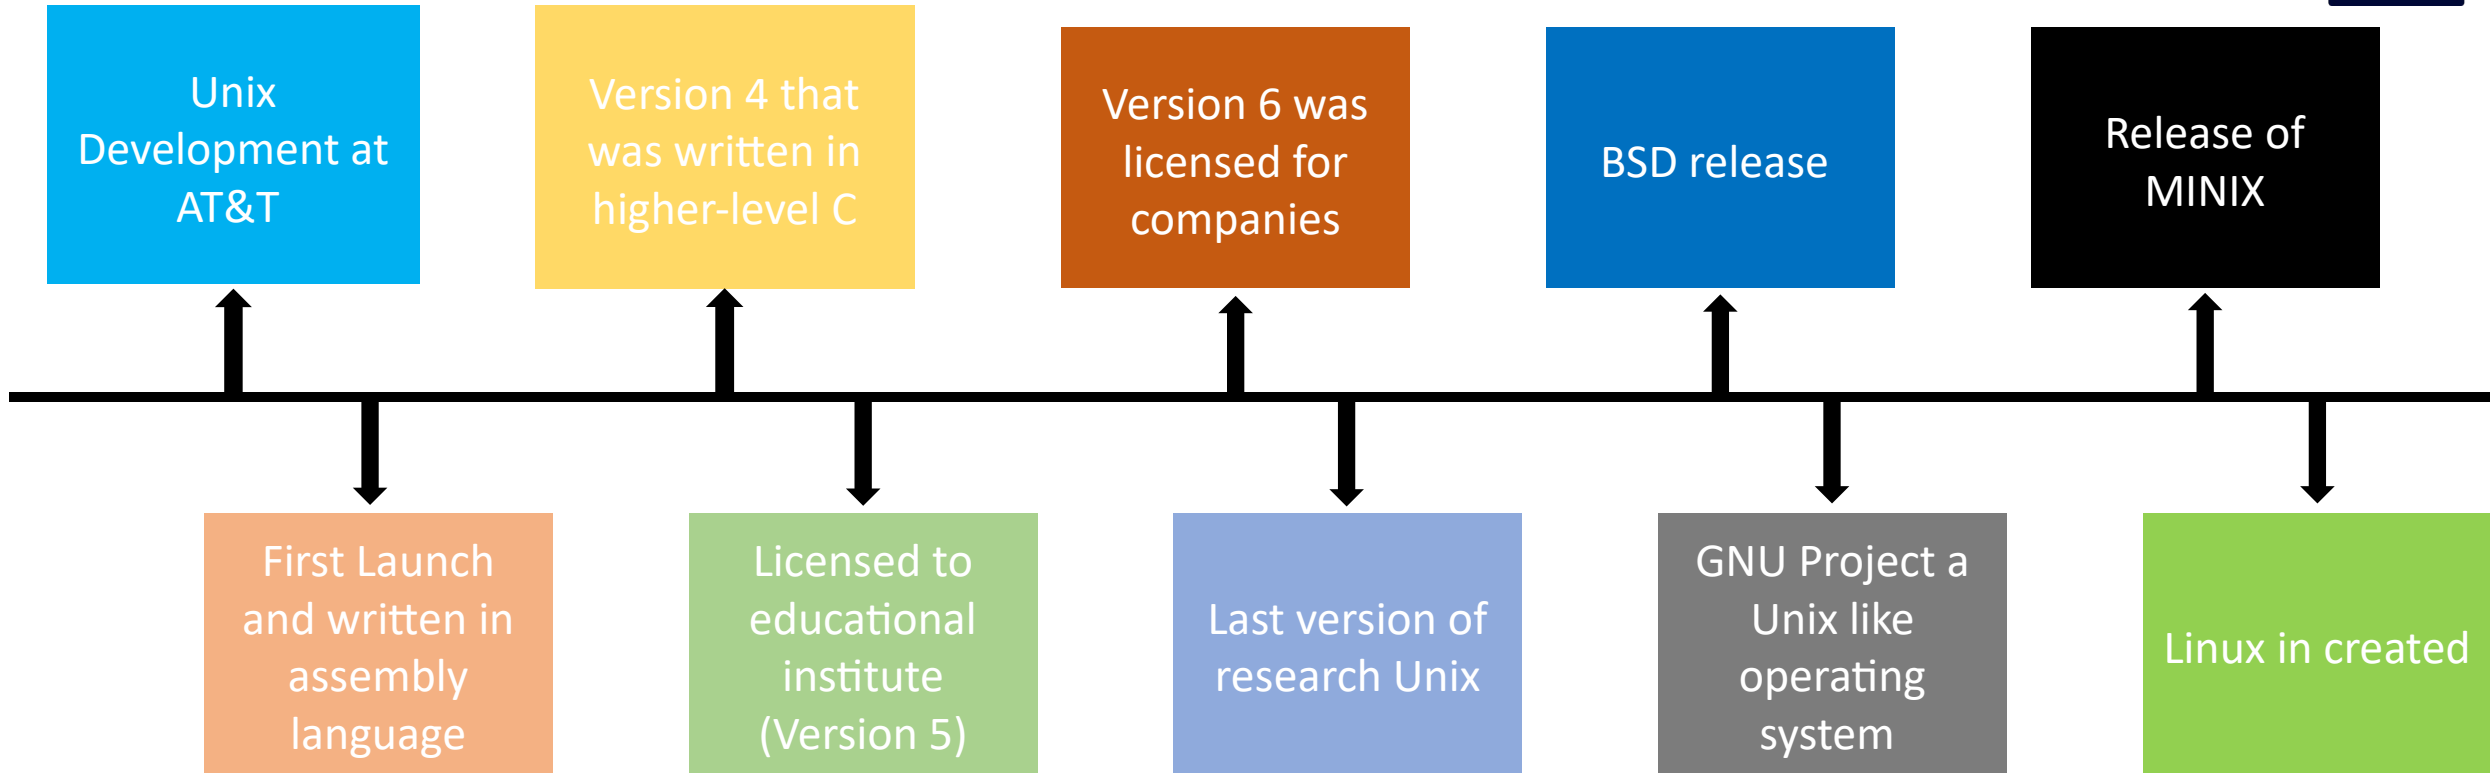 Unix
Development at
AT&T
Version 4 that
was written in
higher-level C
Version 6 was
licensed for
companies
BSD release
Release of
MINIX
First Launch
and written in
assembly
language
Licensed to
educational
institute
(Version 5)
Last version of
research Unix
GNU Project a
Unix like
operating
system
Linux in created